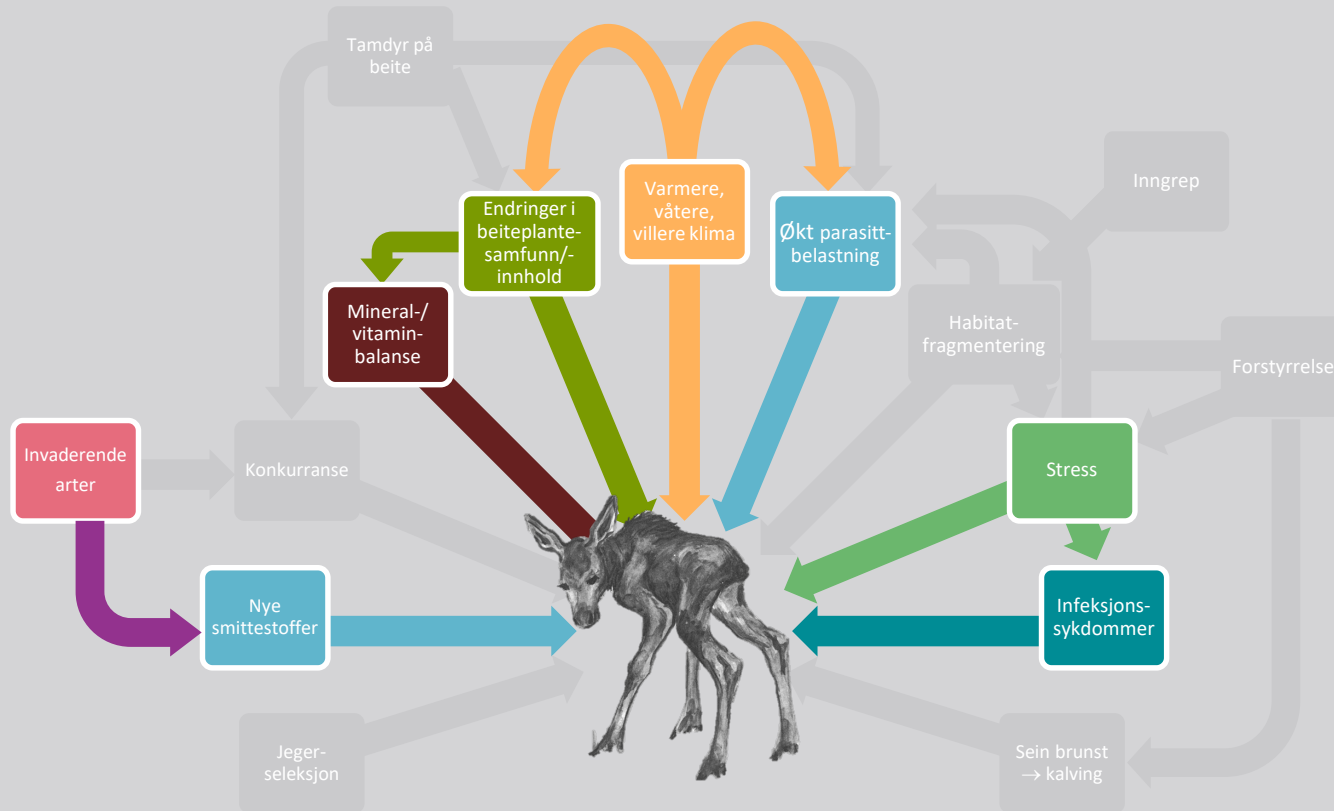 Tamdyr på
beite
Varmere,
våtere,
villere klima
Inngrep
Endringer i
beiteplante-
samfunn/-
innhold
Økt parasitt-
belastning
Mineral-/
vitamin-
balanse
Habitat-
fragmentering
Forstyrrelse
Invaderende
arter
Konkurranse
Stress
Nye
smittestoffer
Infeksjons-
sykdommer
Jeger-
seleksjon
Sein brunst
→ kalving